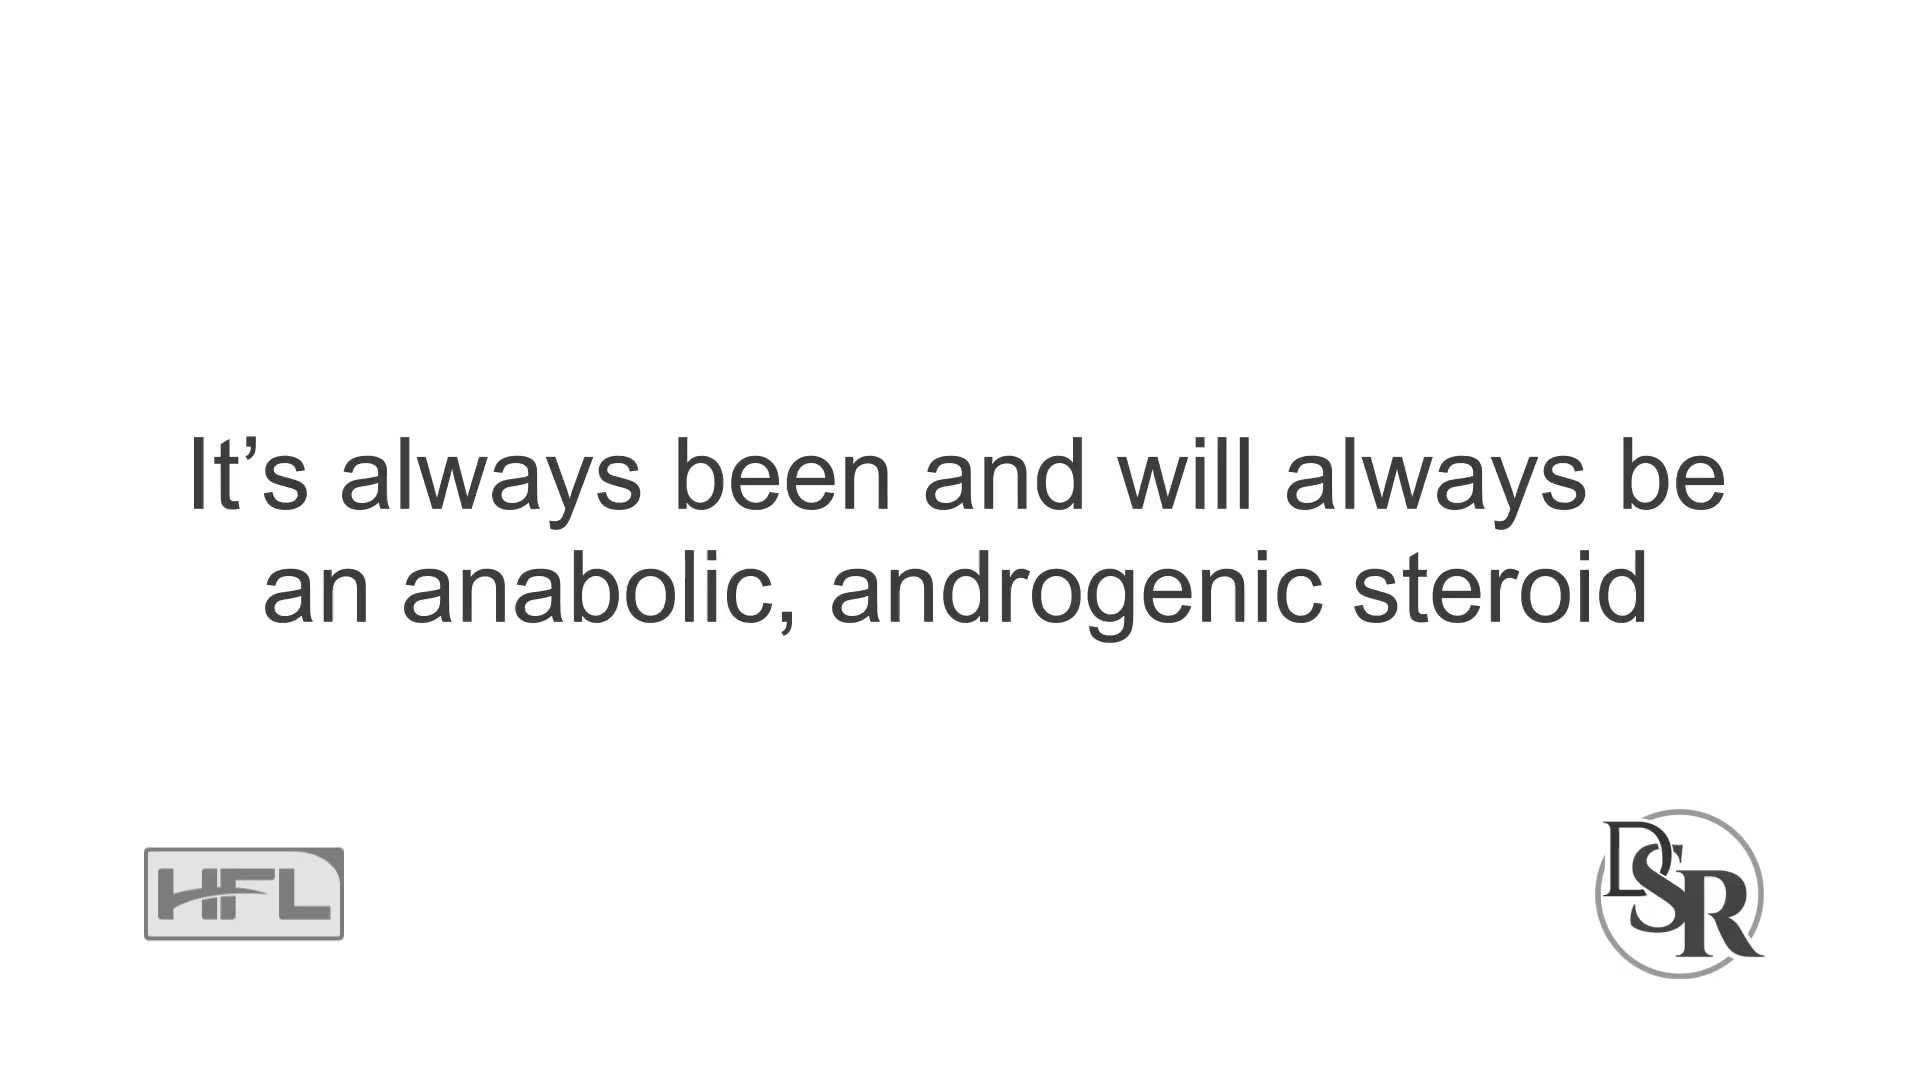 It’s always been and will always be
an anabolic, androgenic steroid
HFL
DSR